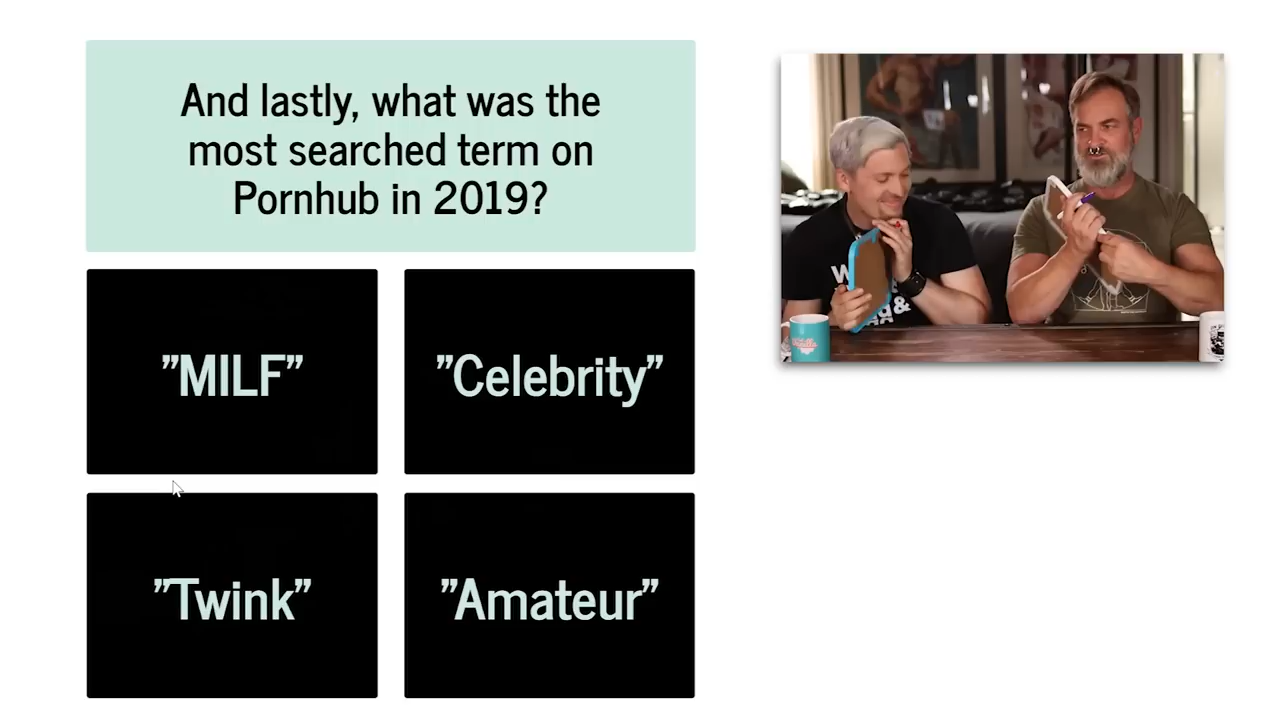 And lastly, what was the
most searched term on
Pornhub in 2019?
”MILF”
”Celebrity”
”Twink”
”Amateur”